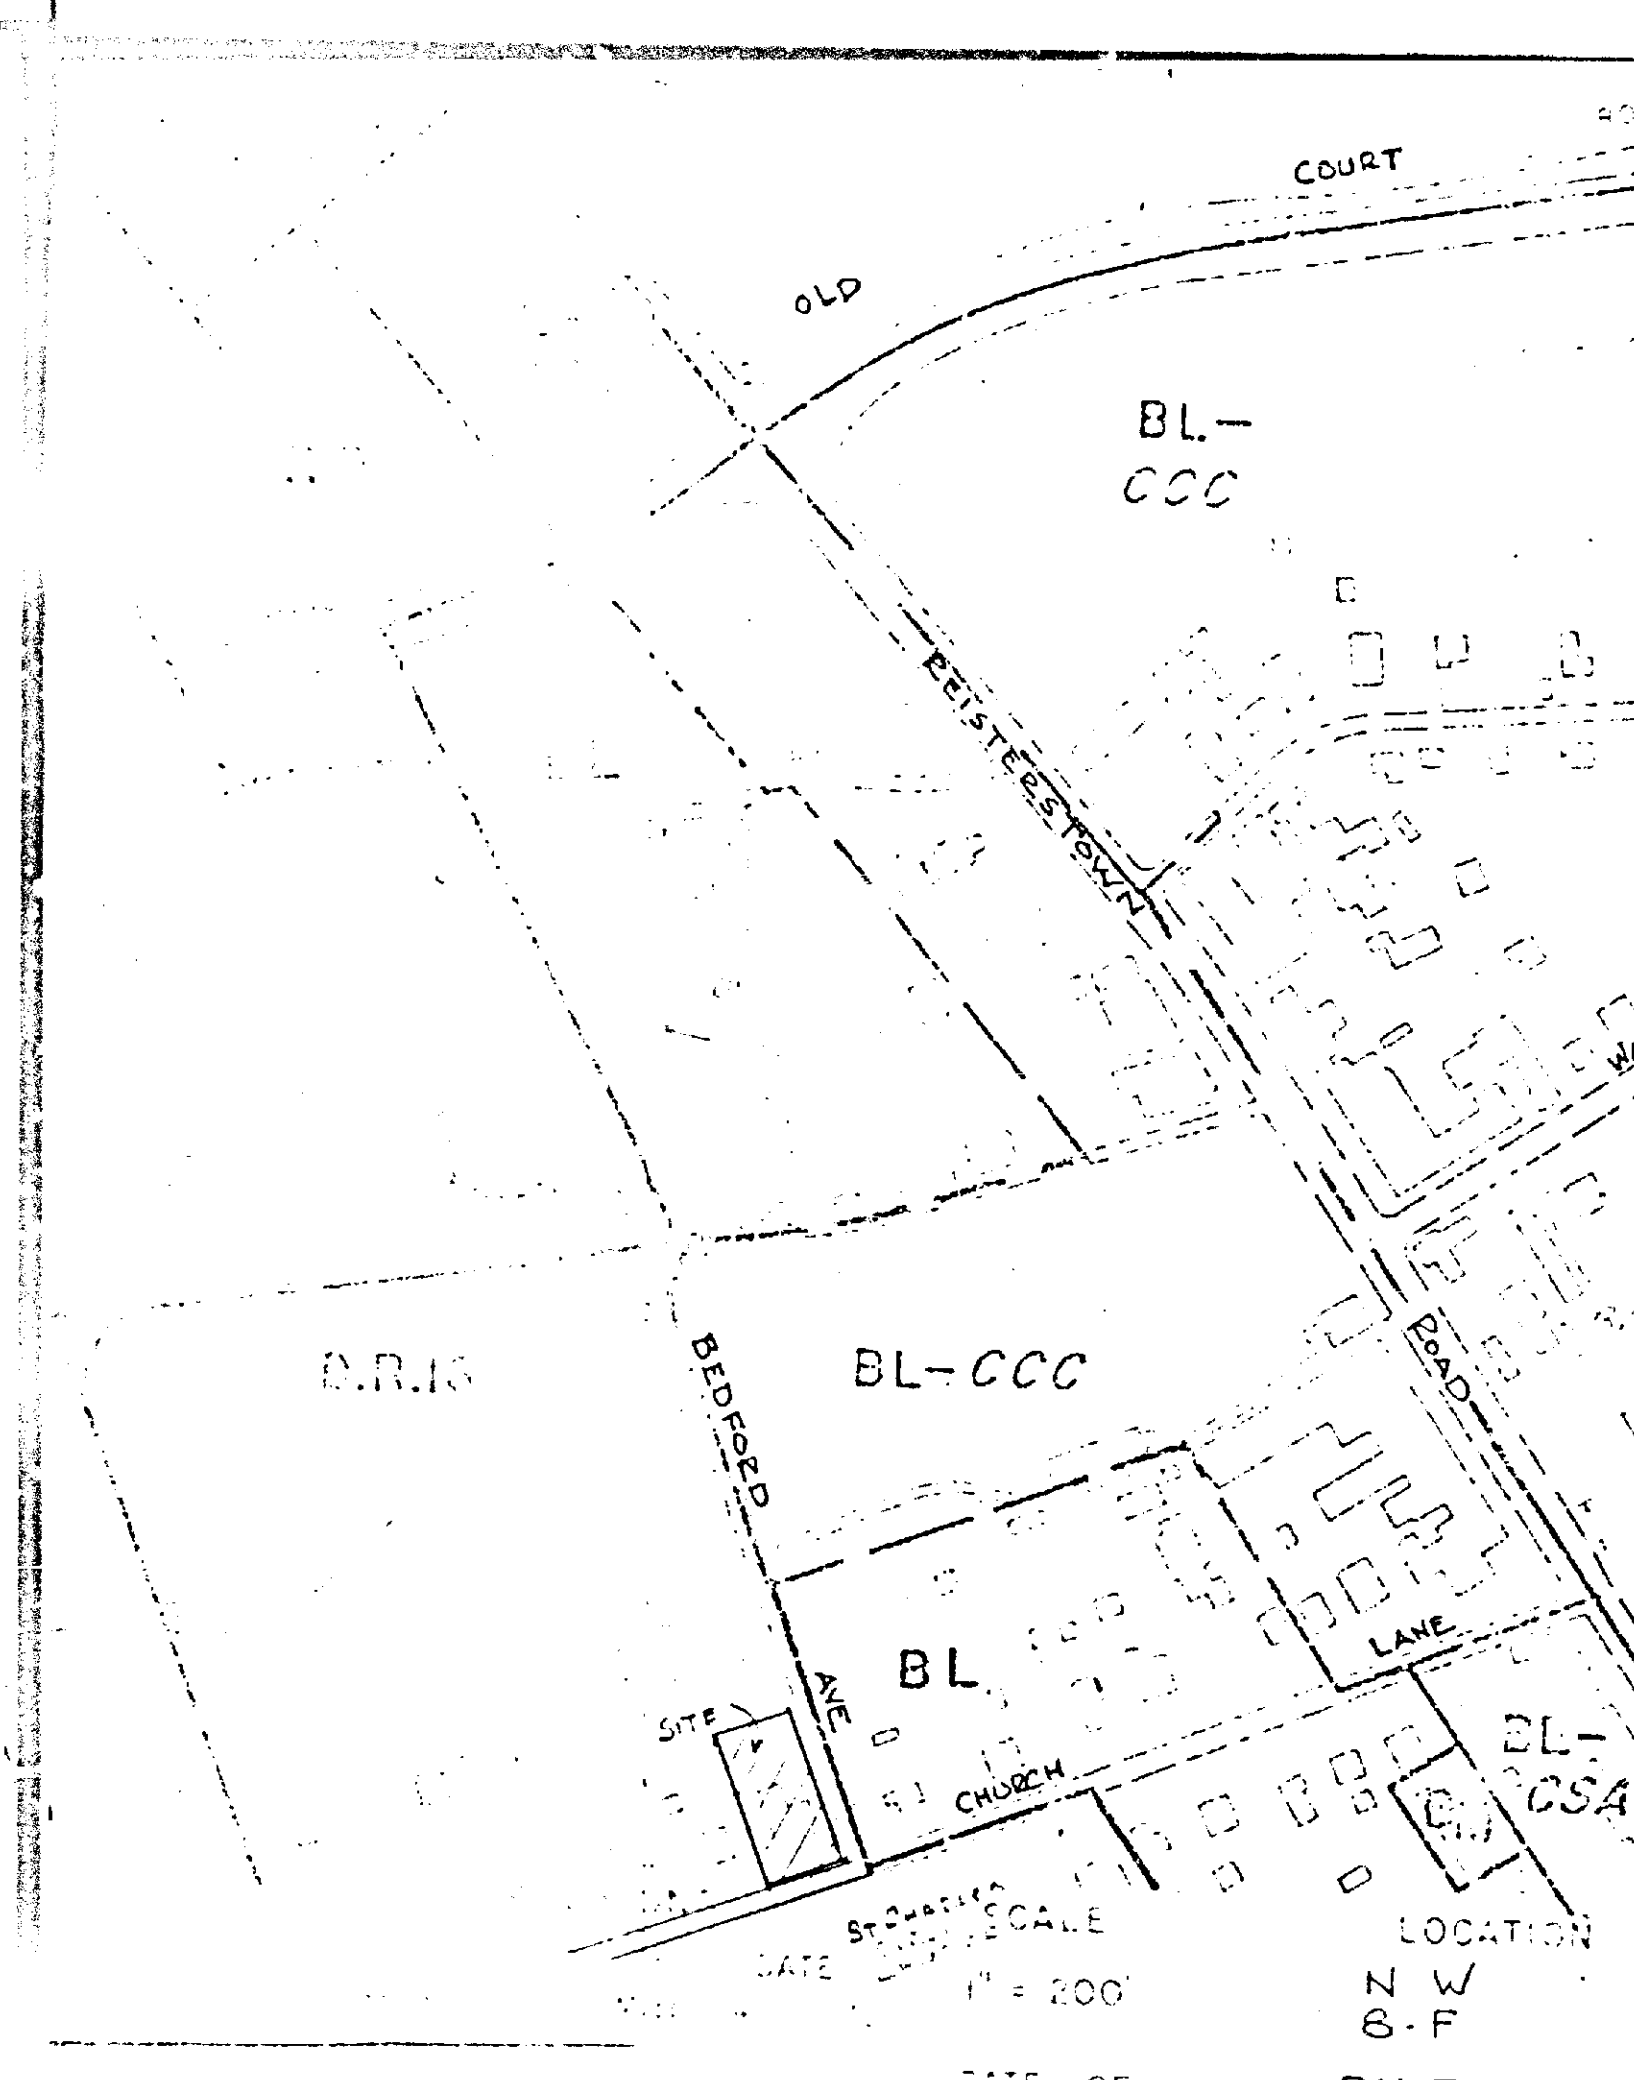 COURT
OLD
BL-
CCC
REISTERSTOWN
BEDFORD
BL-CCC
ROAD
BL
LANE
AVE
SITE
BL-
CSA
CHURCH
SCALE
LOCATION
DATE
1" = 200'
N W
8-F